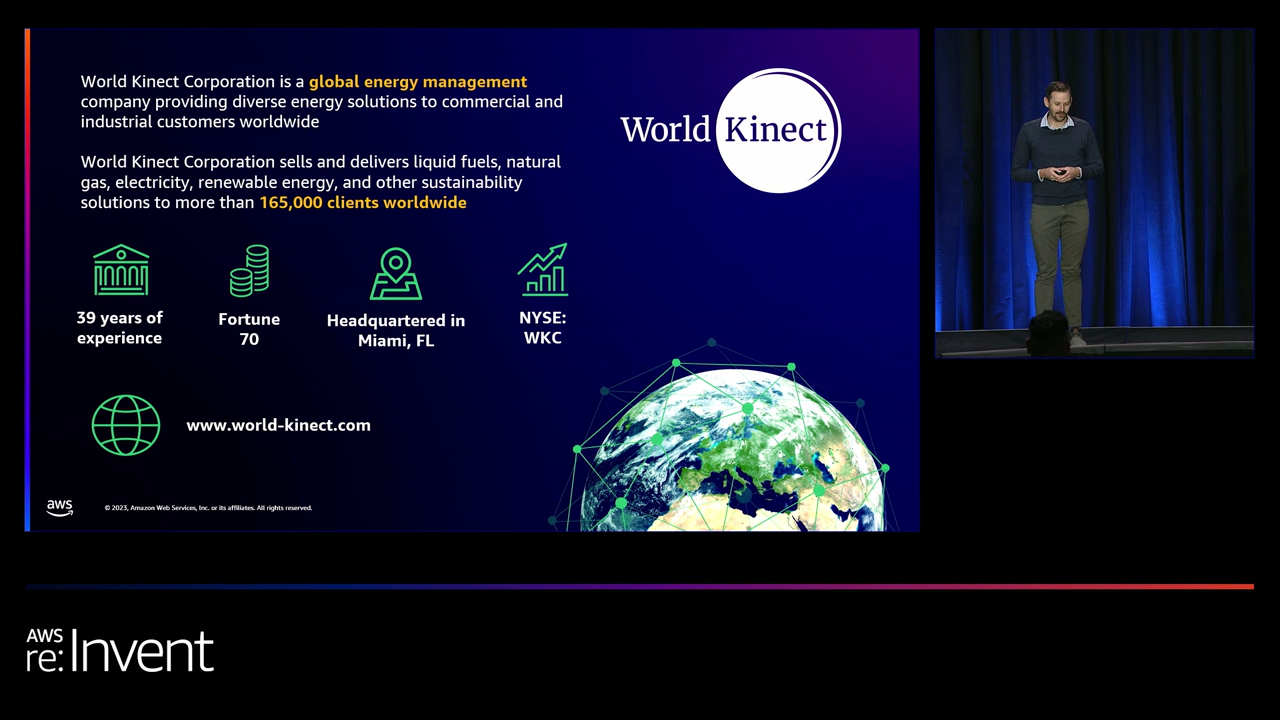 World Kinect Corporation is a global energy management
company providing diverse energy solutions to commercial and
industrial customers worldwide
World Kinect Corporation sells and delivers liquid fuels, natural
gas, electricity, renewable energy, and other sustainability
solutions to more than 165,000 clients worldwide
World Kinect
39 years of
experience
Fortune
70
Headquartered in
Miami, FL
NYSE:
WKC
www.world-kinect.com
aws
© 2023, Amazon Web Services, Inc. or its affiliates. All rights reserved.
AWS
re:Invent